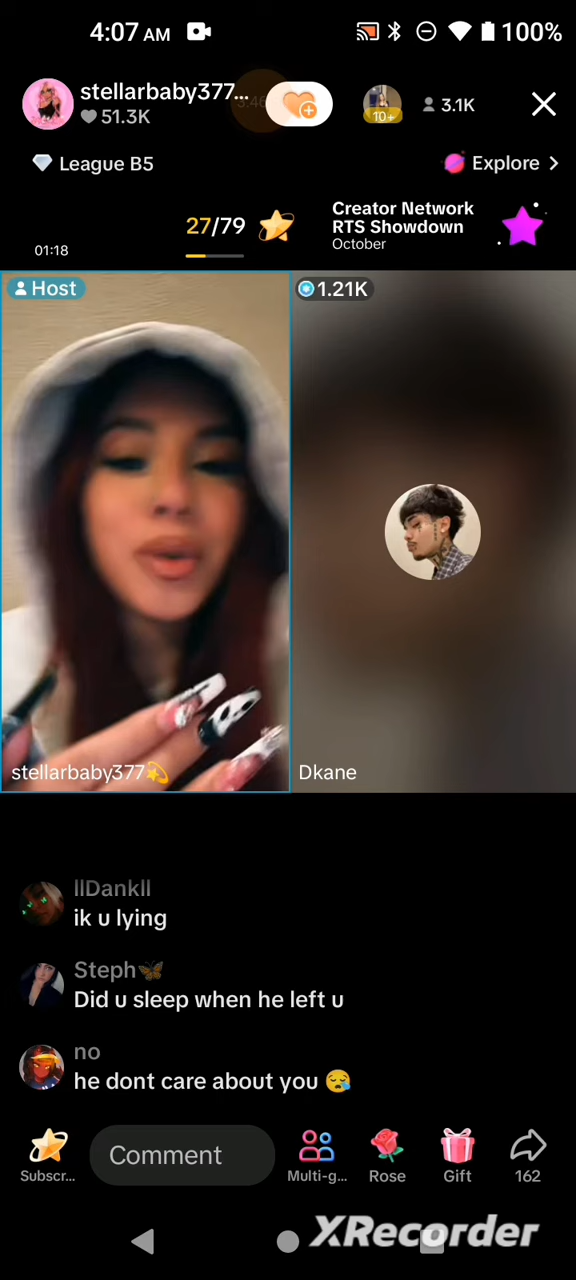 4:07 AM
100%
stellarbaby377...
51.3K
10+
3.1K
League B5
Explore
27/79
Creator Network
RTS Showdown
October
01:18
Host
1.21K
stellarbaby377
Dkane
llDankll
ik u lying
Steph
Did u sleep when he left u
no
he dont care about you 😪
Subscr...
Comment
Multi-g...
Rose
Gift
162
XRecorder